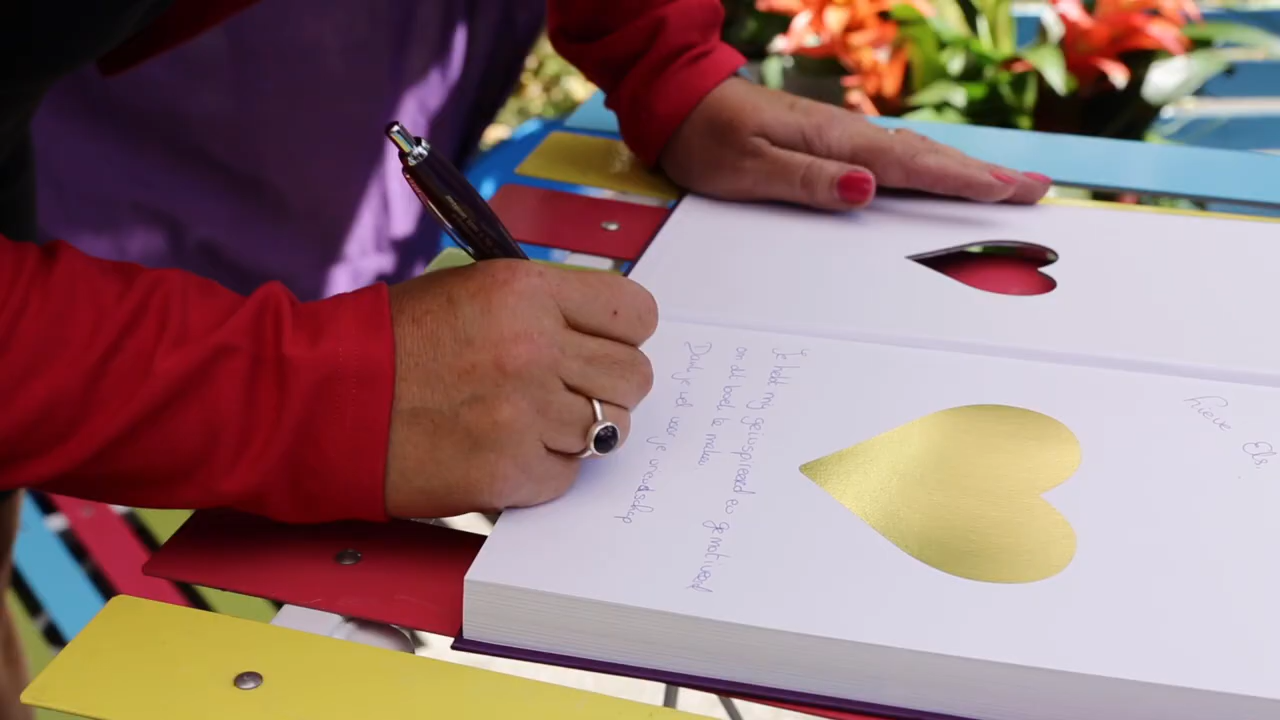 Lieve Els,
Je hebt mij geïnspireerd en gemotiveerd
om dit boek te maken
Dank je wel voor je vriendschap